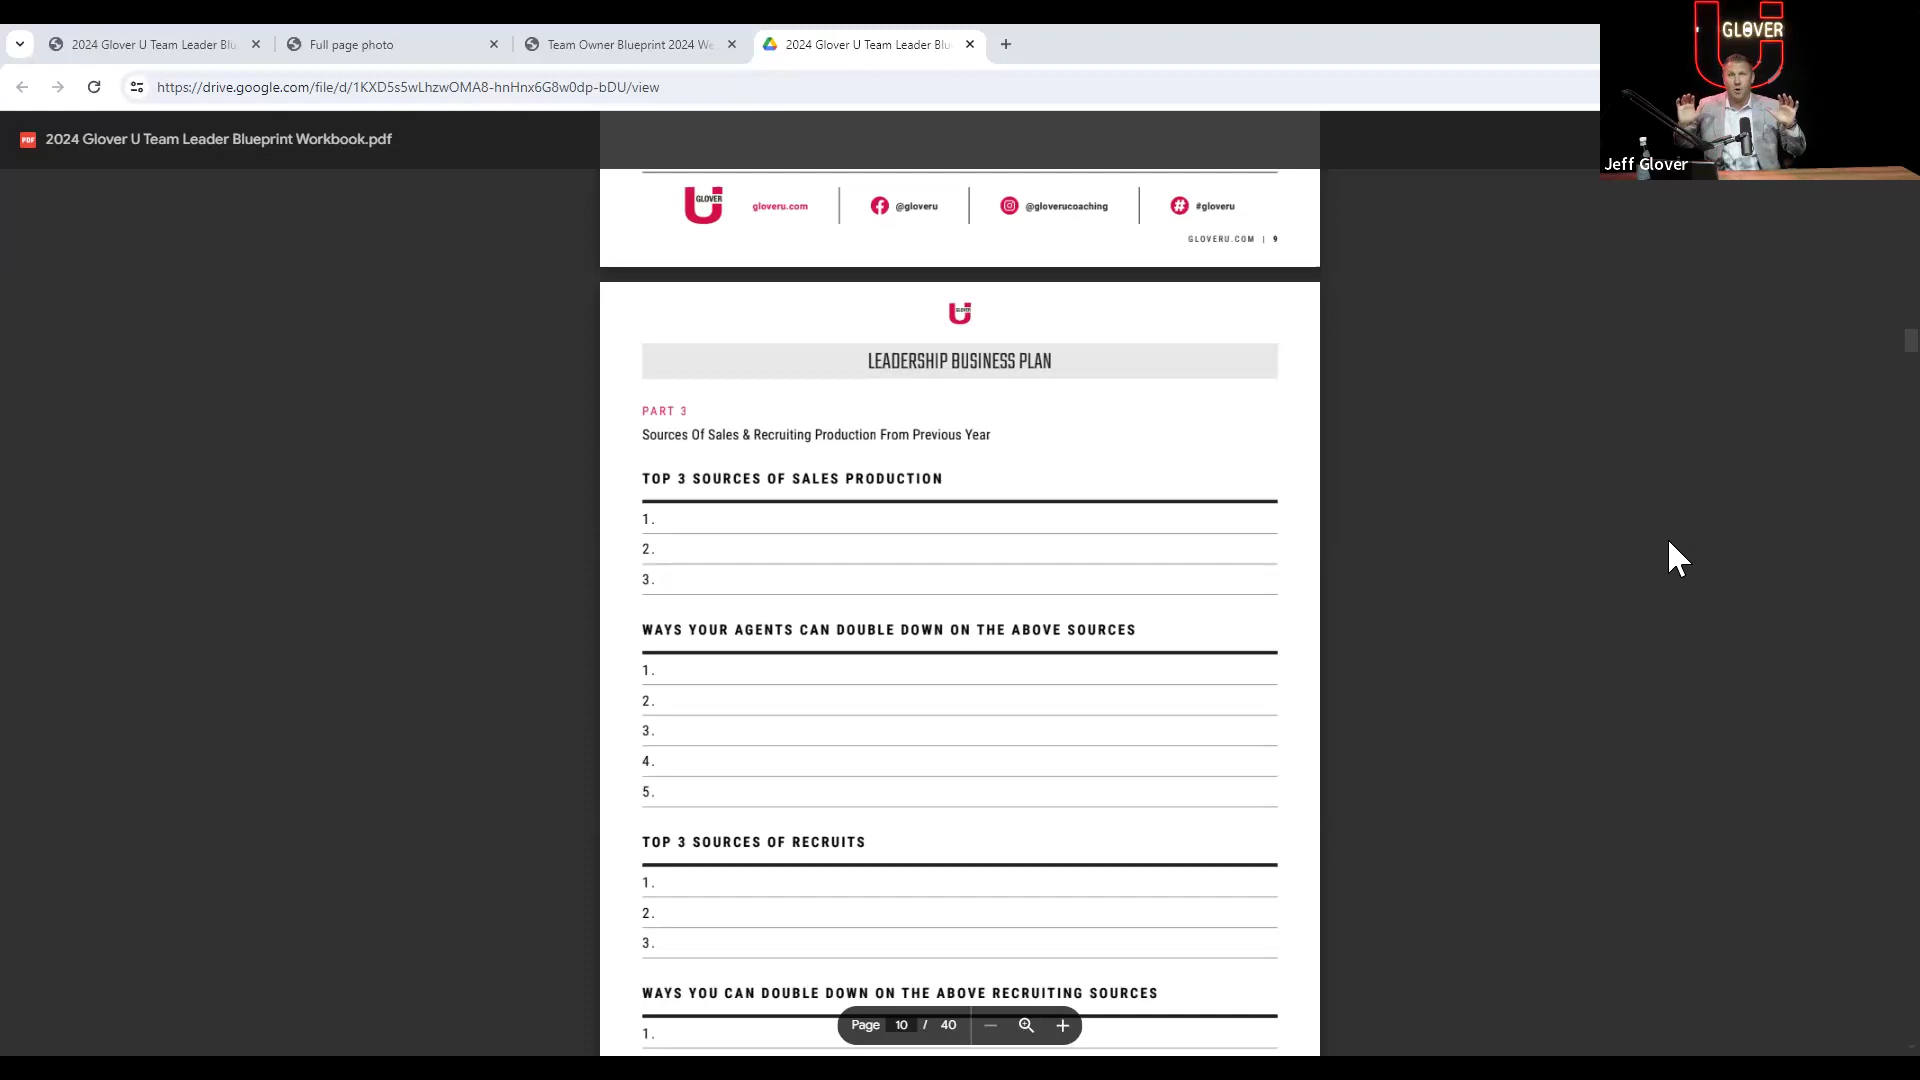 2024 Glover U Team Leader Blu
Full page photo
Team Owner Blueprint 2024 We
2024 Glover U Team Leader Blu
https://drive.google.com/file/d/1KXD5s5wLhzwOMA8-hnHnx6G8w0dp-bDU/view
GLOVER
Jeff Glover
PDF
2024 Glover U Team Leader Blueprint Workbook.pdf
GLOVER
gloveru.com
@gloveru
@gloverucoaching
#gloveru
GLOVERU.COM | 9
GLOVER
LEADERSHIP BUSINESS PLAN
PART 3
Sources Of Sales & Recruiting Production From Previous Year
TOP 3 SOURCES OF SALES PRODUCTION
1.
2.
3.
WAYS YOUR AGENTS CAN DOUBLE DOWN ON THE ABOVE SOURCES
1.
2.
3.
4.
5.
TOP 3 SOURCES OF RECRUITS
1.
2.
3.
WAYS YOU CAN DOUBLE DOWN ON THE ABOVE RECRUITING SOURCES
1.
Page 10 / 40